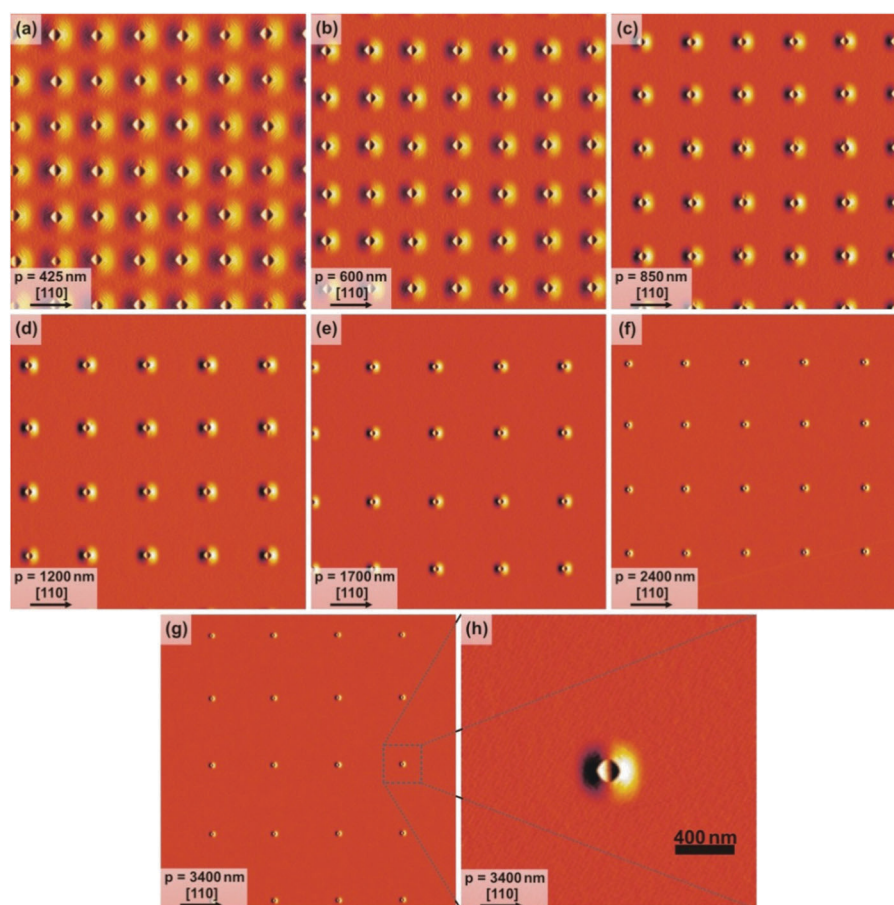 (a)
p = 425 nm
[110]
(b)
p = 600 nm
[110]
(c)
p = 850 nm
[110]
(d)
p = 1200 nm
[110]
(e)
p = 1700 nm
[110]
(f)
p = 2400 nm
[110]
(g)
p = 3400 nm
[110]
(h)
400 nm
p = 3400 nm
[110]